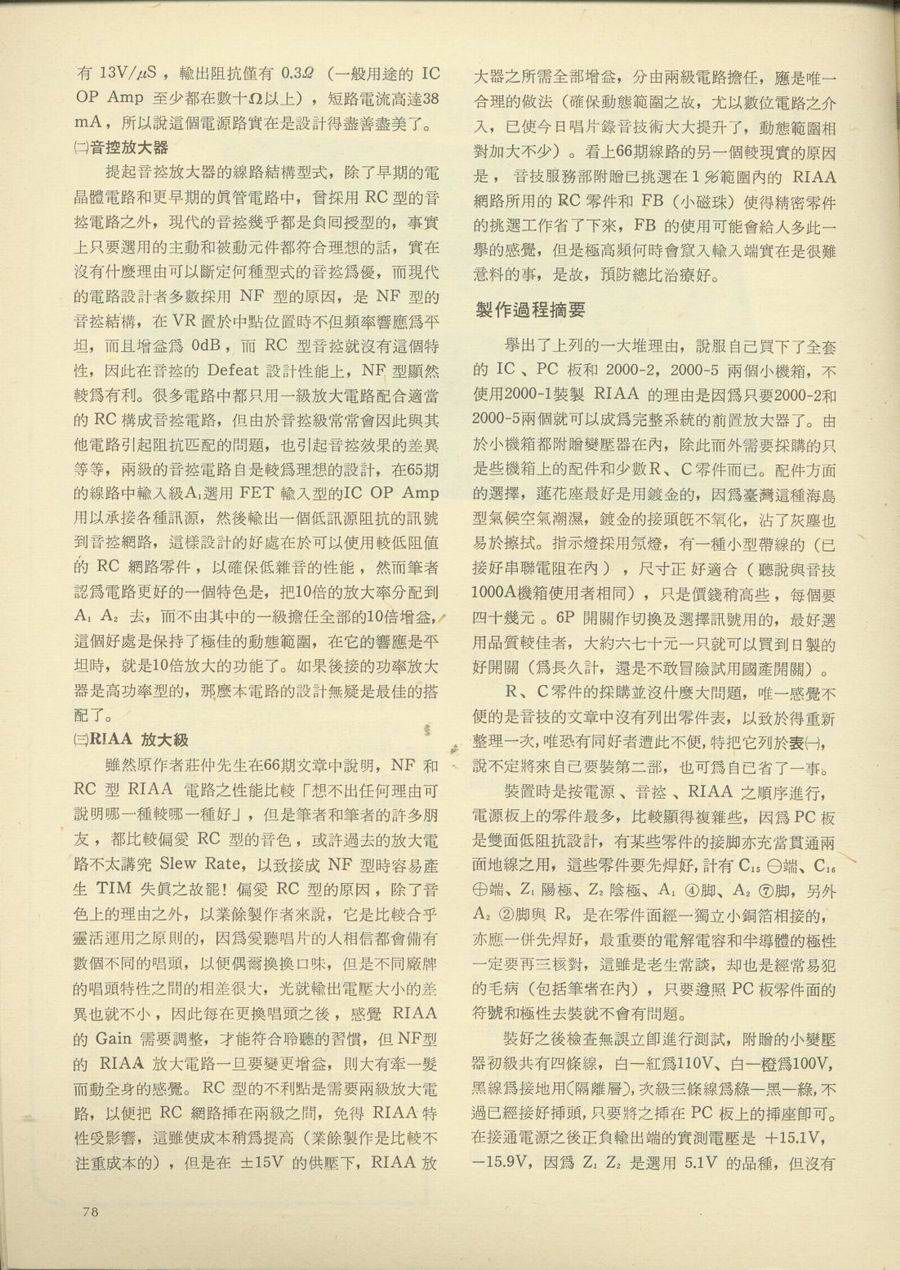 有 13V/μS ，輸出阻抗僅有 0.3Ω （一般用途的 IC
OP Amp 至少都在數十Ω以上），短路電流高達38
mA，所以說這個電源路實在是設計得盡善盡美了。
㈡音控放大器
提起音控放大器的線路結構型式，除了早期的電
晶體電路和更早期的眞管電路中，曾採用 RC 型的音
控電路之外，現代的音控幾乎都是負囘授型的，事實
上只要選用的主動和被動元件都符合理想的話，實在
沒有什麼理由可以斷定何種型式的音控爲優，而現代
的電路設計者多數採用 NF 型的原因，是 NF 型的
音控結構，在 VR 置於中點位置時不但頻率響應爲平
坦，而且增益爲 0dB，而 RC 型音控就沒有這個特
性，因此在音控的 Defeat 設計性能上，NF 型顯然
較爲有利。很多電路中都只用一級放大電路配合適當
的 RC 構成音控電路，但由於音控級常常會因此與其
他電路引起阻抗匹配的問題，也引起音控效果的差異
等等，兩級的音控電路自是較爲理想的設計，在65期
的線路中輸入級A₁選用 FET 輸入型的IC OP Amp
用以承接各種訊源，然後輸出一個低訊源阻抗的訊號
到音控網路，這樣設計的好處在於可以使用較低阻値
的 RC 網路零件，以確保低雜音的性能，然而筆者
認爲電路更好的一個特色是，把10倍的放大率分配到
A₁ A₂ 去，而不由其中的一級擔任全部的10倍增益，
這個好處是保持了極佳的動態範圍，在它的響應是平
坦時，就是10倍放大的功能了。如果後接的功率放大
器是高功率型的，那麼本電路的設計無疑是最佳的搭
配了。
㈢RIAA 放大級
雖然原作者莊仲先生在66期文章中說明，NF 和
RC 型 RIAA 電路之性能比較「想不出任何理由可
說明哪一種較哪一種好」，但是筆者和筆者的許多朋
友，都比較偏愛 RC 型的音色，或許過去的放大電
路不太講究 Slew Rate，以致接成 NF 型時容易產
生 TIM 失眞之故罷！偏愛 RC 型的原因，除了音
色上的理由之外，以業餘製作者來說，它是比較合乎
靈活運用之原則的，因爲愛聽唱片的人相信都會備有
數個不同的唱頭，以便偶爾換換口味，但是不同廠牌
的唱頭特性之間的相差很大，光就輸出電壓大小的差
異也就不小，因此每在更換唱頭之後，感覺 RIAA
的 Gain 需要調整，才能符合聆聽的習慣，但 NF型
的 RIAA 放大電路一旦要變更增益，則大有牽一髮
而動全身的感覺。 RC 型的不利點是需要兩級放大電
路，以便把 RC 網路揷在兩級之間，免得 RIAA 特
性受影響，這雖使成本稍爲提高（業餘製作是比較不
注重成本的），但是在 ±15V 的供壓下，RIAA 放
大器之所需全部增益，分由兩級電路擔任，應是唯一
合理的做法（確保動態範圍之故，尤以數位電路之介
入，已使今日唱片錄音技術大大提升了，動態範圍相
對加大不少）。看上66期線路的另一個較現實的原因
是，音技服務部附贈已挑選在 1 %範圍內的 RIAA
網路所用的 RC 零件和 FB（小磁珠）使得精密零件
的挑選工作省了下來，FB 的使用可能會給人多此一
擧的感覺，但是極高頻何時會竄入輸入端實在是很難
意料的事，是故，預防總比治療好。
製作過程摘要
擧出了上列的一大堆理由，說服自己買下了全套
的 IC 、PC 板和 2000-2，2000-5 兩個小機箱，不
使用2000-1裝製 RIAA 的理由是因爲只要2000-2和
2000-5兩個就可以成爲完整系統的前置放大器了。由
於小機箱都附贈變壓器在內，除此而外需要採購的只
是些機箱上的配件和少數R、C零件而已。配件方面
的選擇，蓮花座最好是用鍍金的，因爲臺灣這種海島
型氣候空氣潮濕，鍍金的接頭旣不氧化，沾了灰塵也
易於擦拭。指示燈採用氖燈，有一種小型帶線的（已
接好串聯電阻在內），尺寸正好適合（聽說與音技
1000A機箱使用者相同），只是價錢稍高些，每個要
四十幾元。6P 開關作切換及選擇訊號用的，最好選
用品質較佳者，大約六七十元一只就可以買到日製的
好開關（爲長久計，還是不敢冒險試用國產開關）。
R、C零件的採購並沒什麼大問題，唯一感覺不
便的是音技的文章中沒有列出零件表，以致於得重新
整理一次，唯恐有同好者遭此不便，特把它列於表㈠，
說不定將來自己要裝第二部，也可爲自已省了一事。
裝置時是按電源、音控、RIAA 之順序進行，
電源板上的零件最多，比較顯得複雜些，因爲 PC 板
是雙面低阻抗設計，有某些零件的接脚亦充當貫通兩
面地線之用，這些零件要先焊好，計有 C₁₅ ⊖端、C₁₆
⊕端、Z₁ 陽極、Z₂ 陰極、A₁ ④脚、A₂ ⑦脚，另外
A₂ ②脚與 R₉ 是在零件面經一獨立小銅箔相接的，
亦應一併先焊好，最重要的電解電容和半導體的極性
一定要再三核對，這雖是老生常談，却也是經常易犯
的毛病（包括筆者在內），只要遵照 PC 板零件面的
符號和極性去裝就不會有問題。
裝好之後檢查無誤立卽進行測試，附贈的小變壓
器初級共有四條線，白—紅爲110V、白—橙爲100V，
黑線爲接地用（隔離層），次級三條線爲綠—黑—綠，不
過已經接好揷頭，只要將之揷在 PC 板上的揷座卽可。
在接通電源之後正負輸出端的實測電壓是 ＋15.1V，
－15.9V，因爲 Z₁ Z₂ 是選用 5.1V 的品種，但沒有
78